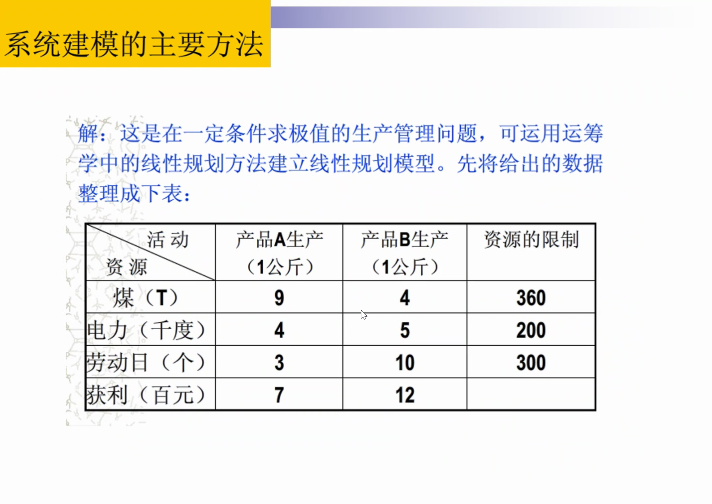 系统建模的主要方法
解：这是在一定条件求极值的生产管理问题，可运用运筹
学中的线性规划方法建立线性规划模型。先将给出的数据
整理成下表：
活 动
资 源
产品A生产
（1公斤）
产品B生产
（1公斤）
资源的限制
煤（T） 9 4 360
电力（千度） 4 5 200
劳动日（个） 3 10 300
获利（百元） 7 12